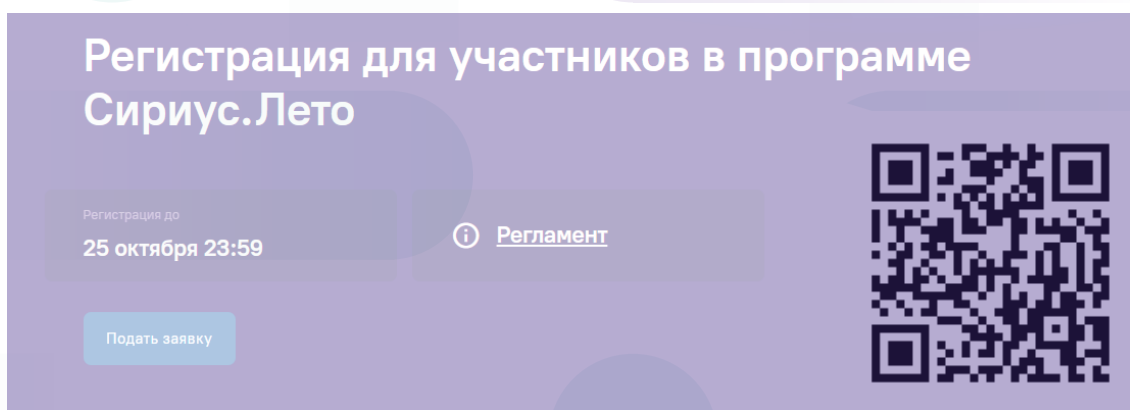 Регистрация для участников в программе
Сириус.Лето
Регистрация до
25 октября 23:59
Регламент
Подать заявку